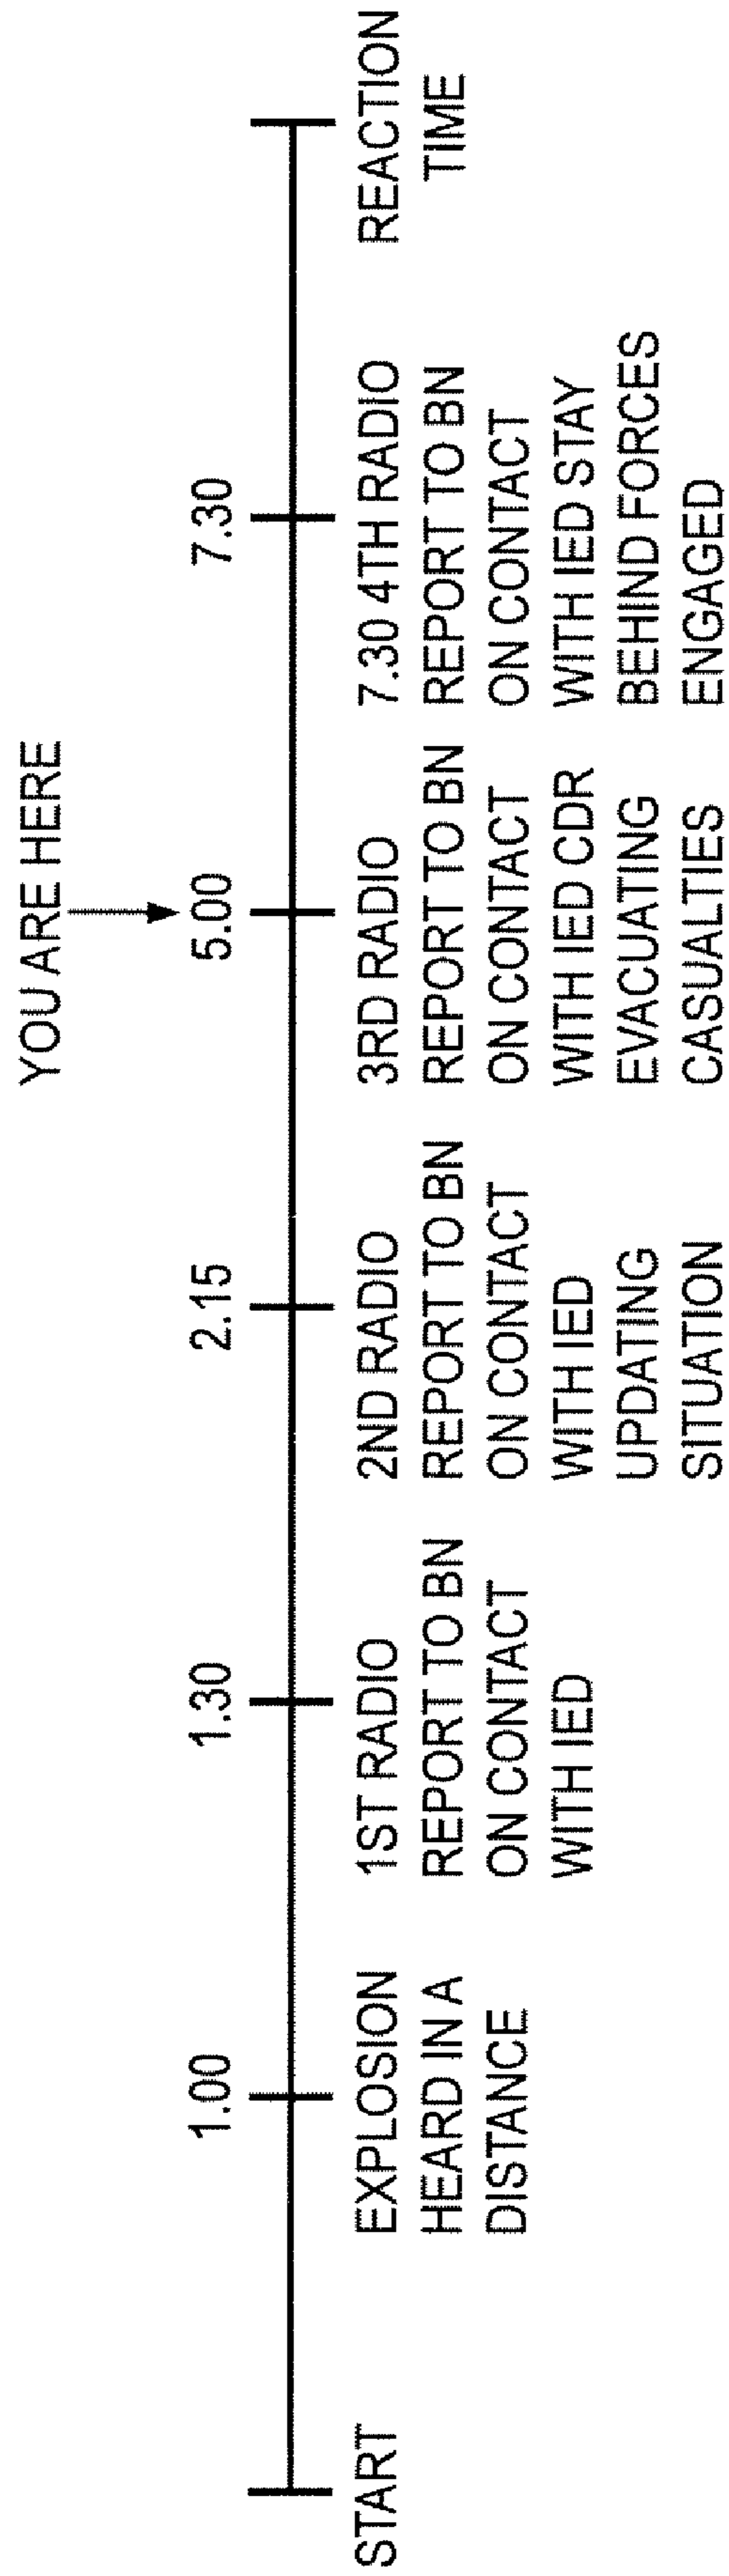 YOU ARE HERE
1.00
1.30
2.15
5.00
7.30
START
EXPLOSION
HEARD IN A
DISTANCE
1ST RADIO
REPORT TO BN
ON CONTACT
WITH IED
2ND RADIO
REPORT TO BN
ON CONTACT
WITH IED
UPDATING
SITUATION
3RD RADIO
REPORT TO BN
ON CONTACT
WITH IED CDR
EVACUATING
CASUALTIES
7.30 4TH RADIO
REPORT TO BN
ON CONTACT
WITH IED STAY
BEHIND FORCES
ENGAGED
REACTION
TIME